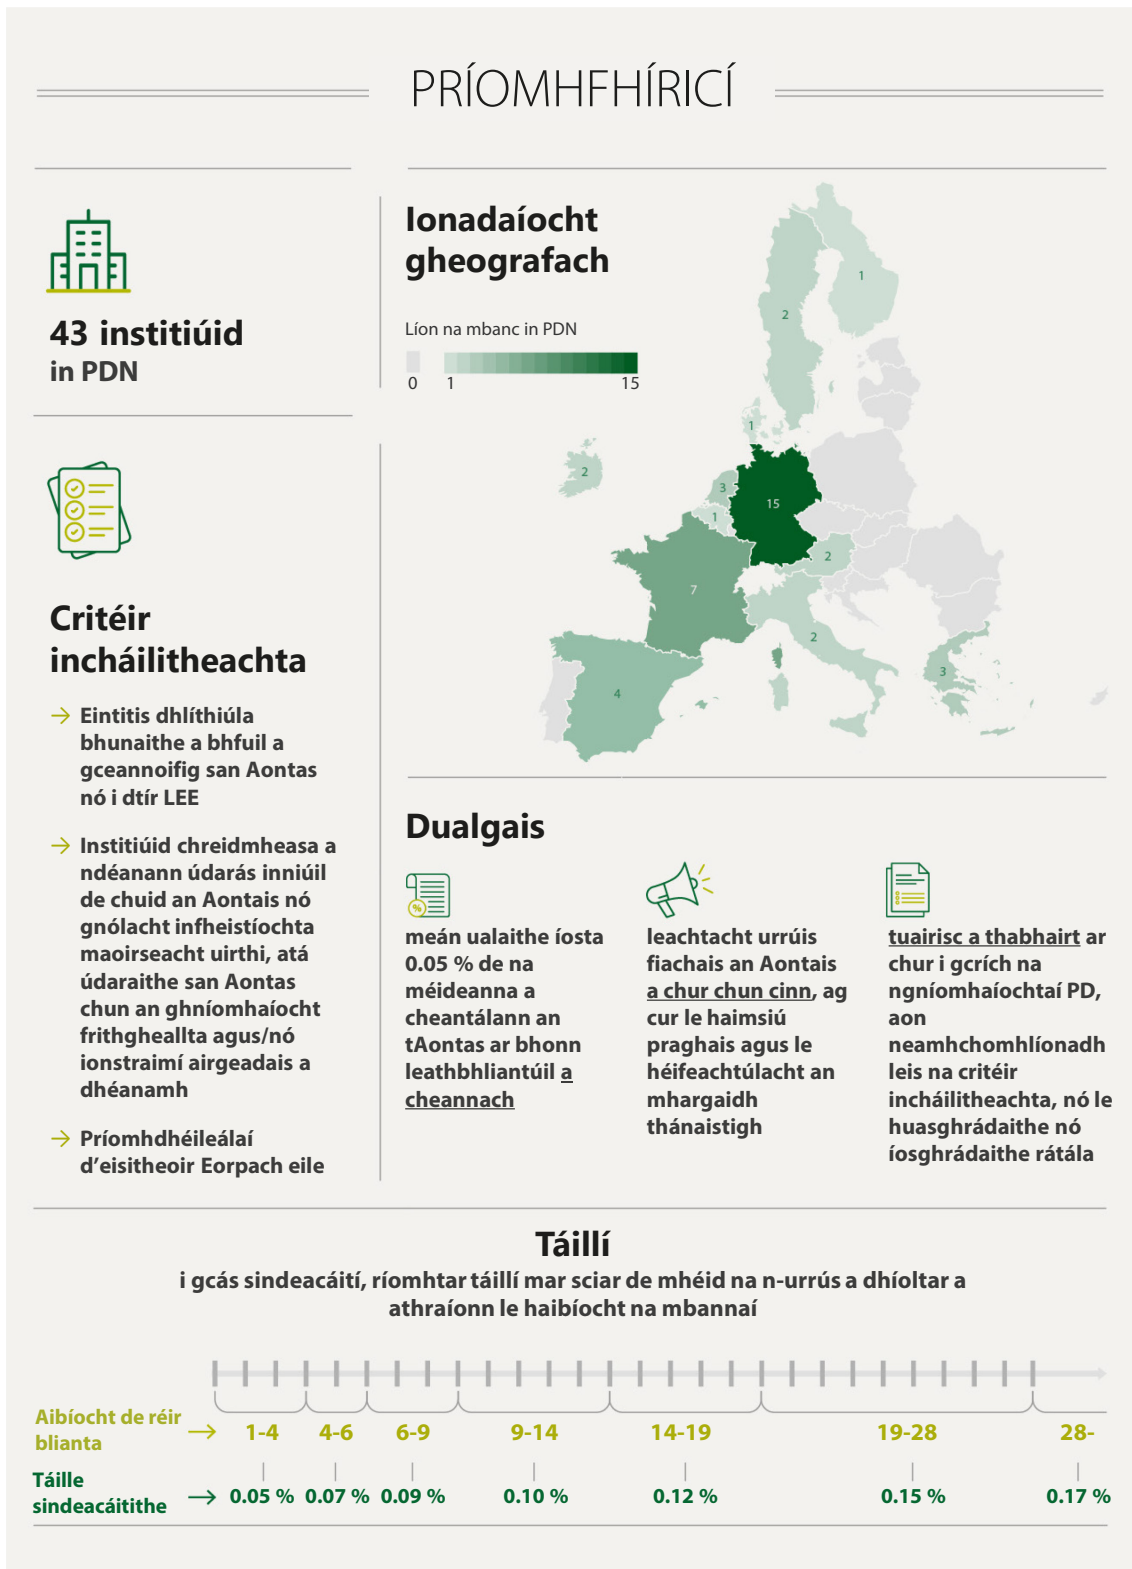 PRÍOMHFHÍRICÍ
43 institiúid
in PDN
Ionadaíocht
gheografach
Líon na mbanc in PDN
0 1 15
1
2
1
2
3
15
1
2
7
2
3
4
Critéir
incháilitheachta
→ Eintitis dhlíthiúla
bhunaithe a bhfuil a
gceannoifig san Aontas
nó i dtír LEE
→ Institiúid chreidmheasa a
ndéanann údarás inniúil
de chuid an Aontais nó
gnólacht infheistíochta
maoirseacht uirthi, atá
údaraithe san Aontas
chun an ghníomhaíocht
frithgheallta agus/nó
ionstraimí airgeadais a
dhéanamh
→ Príomhdhéileálaí
d’eisitheoir Eorpach eile
Dualgais
%
meán ualaithe íosta
0.05 % de na
méideanna a
cheantálann an
tAontas ar bhonn
leathbhliantúil a
cheannach
leachtacht urrúis
fiachais an Aontais
a chur chun cinn, ag
cur le haimsiú
praghais agus le
héifeachtúlacht an
mhargaidh
thánaistigh
tuairisc a thabhairt ar
chur i gcrích na
ngníomhaíochtaí PD,
aon
neamhchomhlíonadh
leis na critéir
incháilitheachta, nó le
huasghrádaithe nó
íosghrádaithe rátála
Táillí
i gcás sindeacáití, ríomhtar táillí mar sciar de mhéid na n-urrús a dhíoltar a
athraíonn le haibíocht na mbannaí
Aibíocht de réir
blianta
→ 1-4 4-6 6-9 9-14 14-19 19-28 28-
Táille
sindeacáitithe
→ 0.05 % 0.07 % 0.09 % 0.10 % 0.12 % 0.15 % 0.17 %